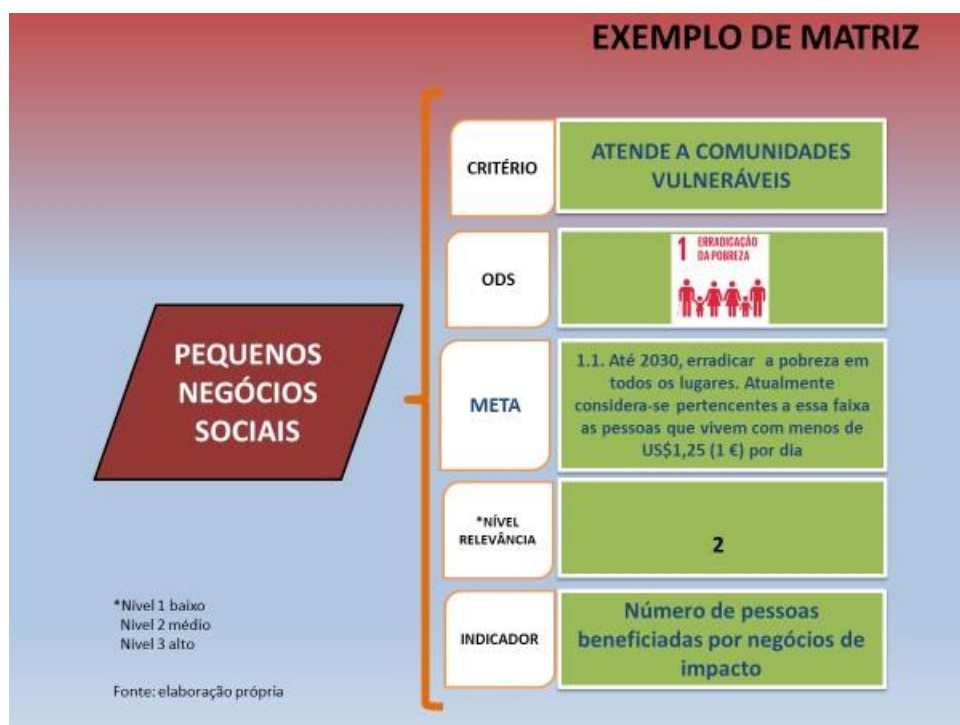 EXEMPLO DE MATRIZ
PEQUENOS
NEGÓCIOS
SOCIAIS
CRITÉRIO
ATENDE A COMUNIDADES
VULNERÁVEIS
ODS
1 ERRADICAÇÃO
DA POBREZA
META
1.1. Até 2030, erradicar a pobreza em
todos os lugares. Atualmente
considera-se pertencentes a essa faixa
as pessoas que vivem com menos de
US$1,25 (1 €) por dia
*NÍVEL
RELEVÂNCIA
2
INDICADOR
Número de pessoas
beneficiadas por negócios de
impacto
*Nível 1 baixo
Nível 2 médio
Nível 3 alto
Fonte: elaboração própria